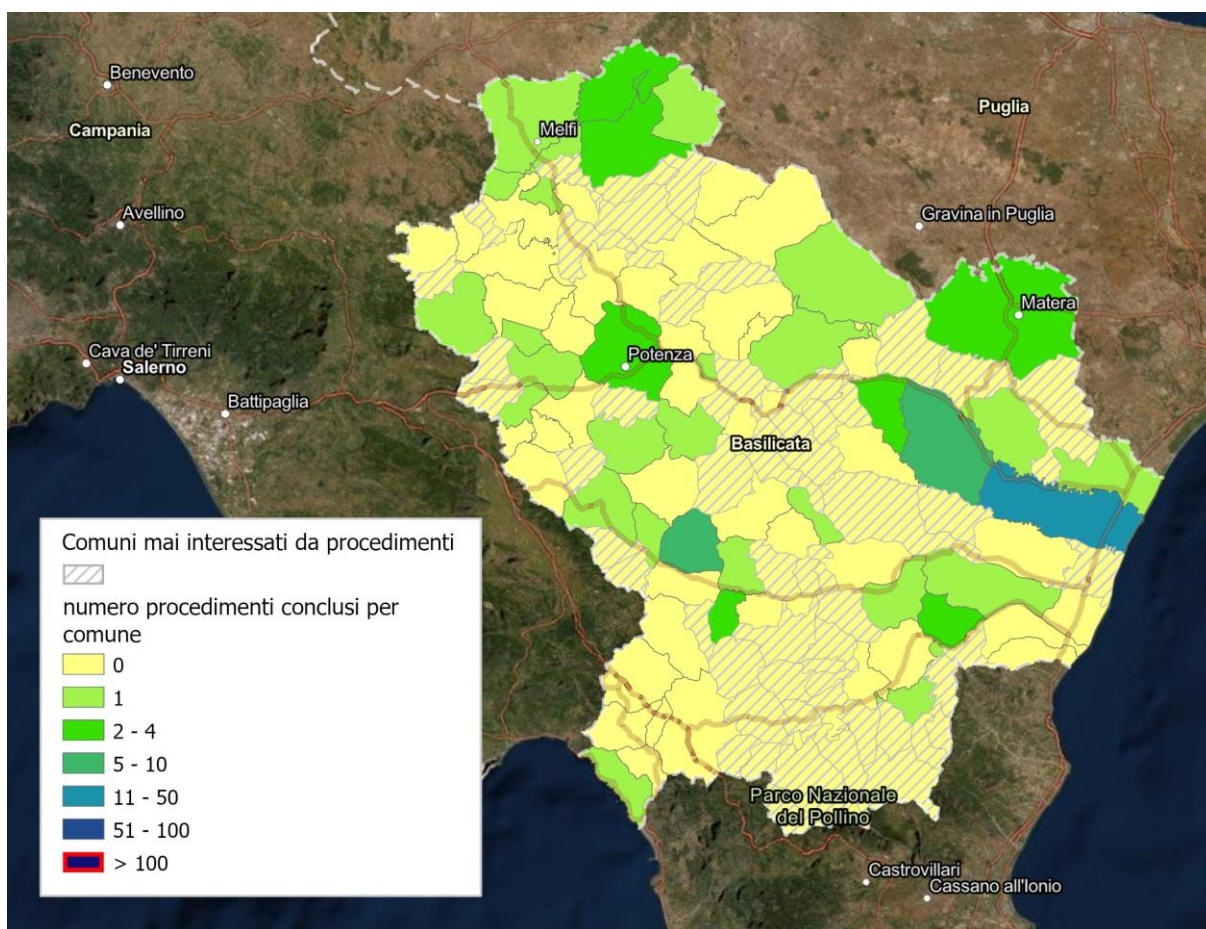 Benevento
Campania
Melfi
Puglia
Avellino
Gravina in Puglia
Matera
Cava de' Tirreni
Salerno
Potenza
Battipaglia
Basilicata
Comuni mai interessati da procedimenti
numero procedimenti conclusi per
comune
0
1
2 - 4
5 - 10
11 - 50
51 - 100
> 100
Parco Nazionale
del Pollino
Castrovillari
Cassano all'Ionio